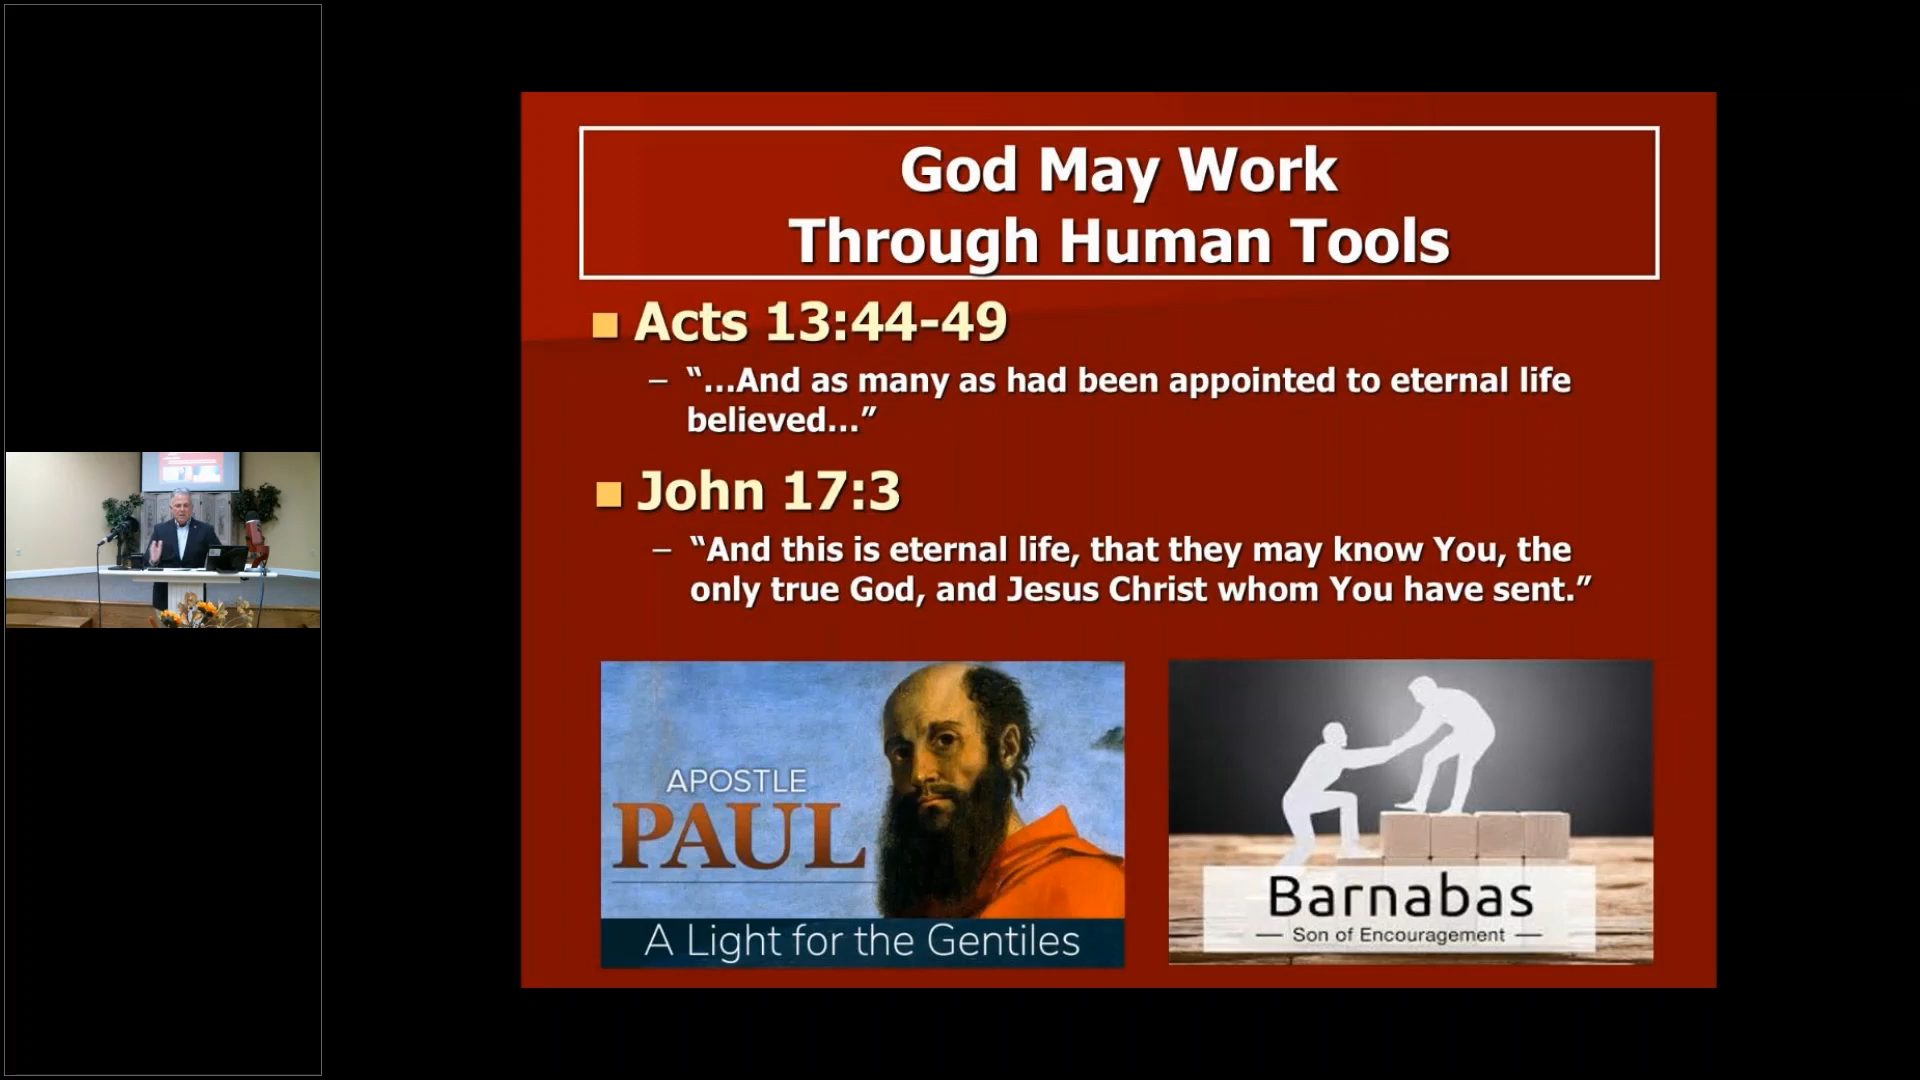 God May Work
Through Human Tools
Acts 13:44-49
– “…And as many as had been appointed to eternal life
believed…”
John 17:3
– “And this is eternal life, that they may know You, the
only true God, and Jesus Christ whom You have sent.”
APOSTLE
PAUL
A Light for the Gentiles
Barnabas
— Son of Encouragement —